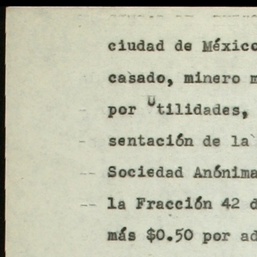 ciudad de México
casado, minero m
por Utilidades,
- sentación de la
- Sociedad Anónima
-- la Fracción 42 d
más $0.50 por ad